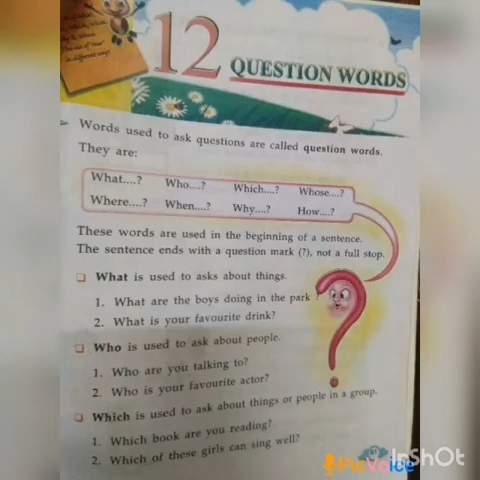 12
QUESTION WORDS
Words used to ask questions are called question words.
They are:
What....? Who....? Which....? Whose....?
Where....? When....? Why....? How....?
These words are used in the beginning of a sentence.
The sentence ends with a question mark (?), not a full stop.
What is used to asks about things.
1. What are the boys doing in the park ?
2. What is your favourite drink?
Who is used to ask about people.
1. Who are you talking to?
2. Who is your favourite actor?
Which is used to ask about things or people in a group.
1. Which book are you reading?
2. Which of these girls can sing well?
InShOt
PicVoice